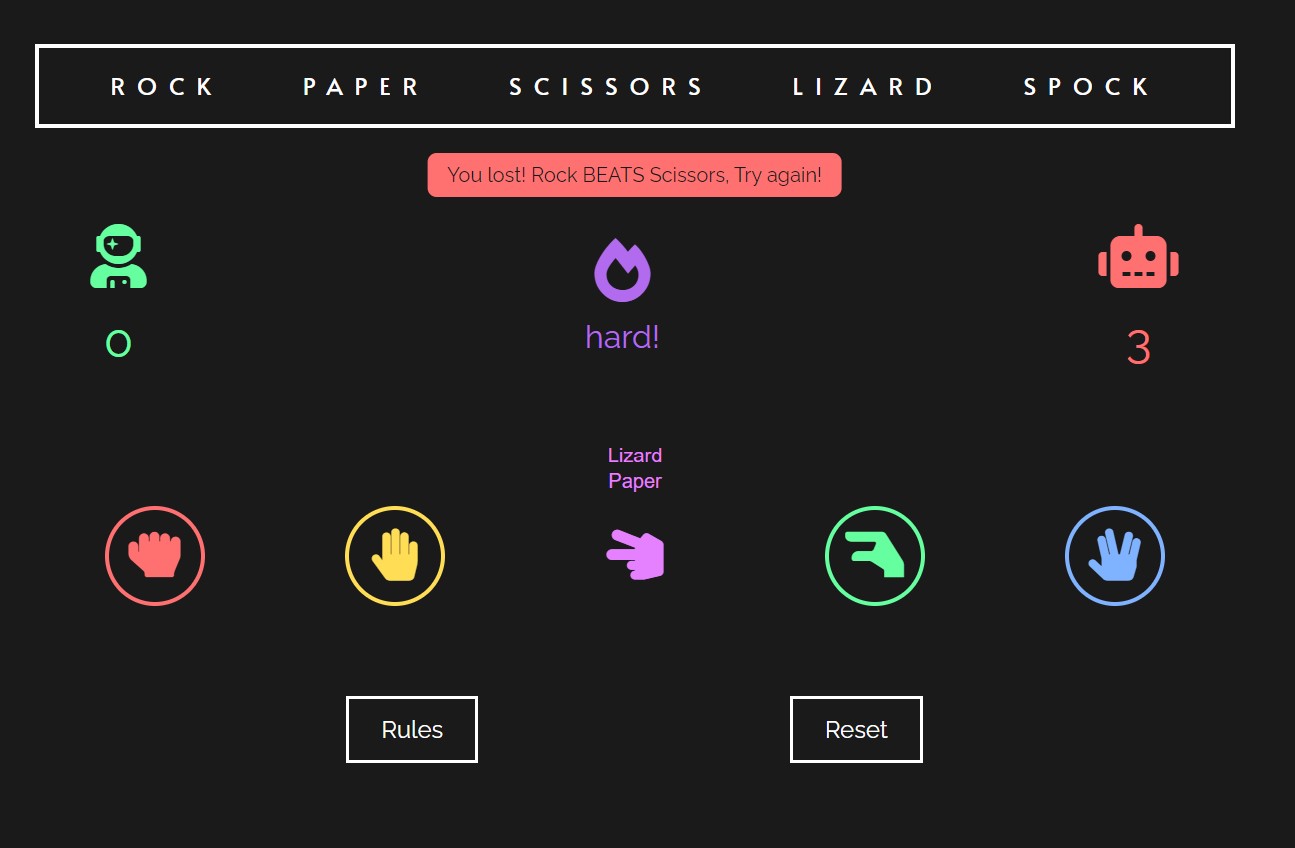 ROCK PAPER SCISSORS LIZARD SPOCK
You lost! Rock BEATS Scissors, Try again!
hard!
0 3
Lizard
Paper
Rules Reset